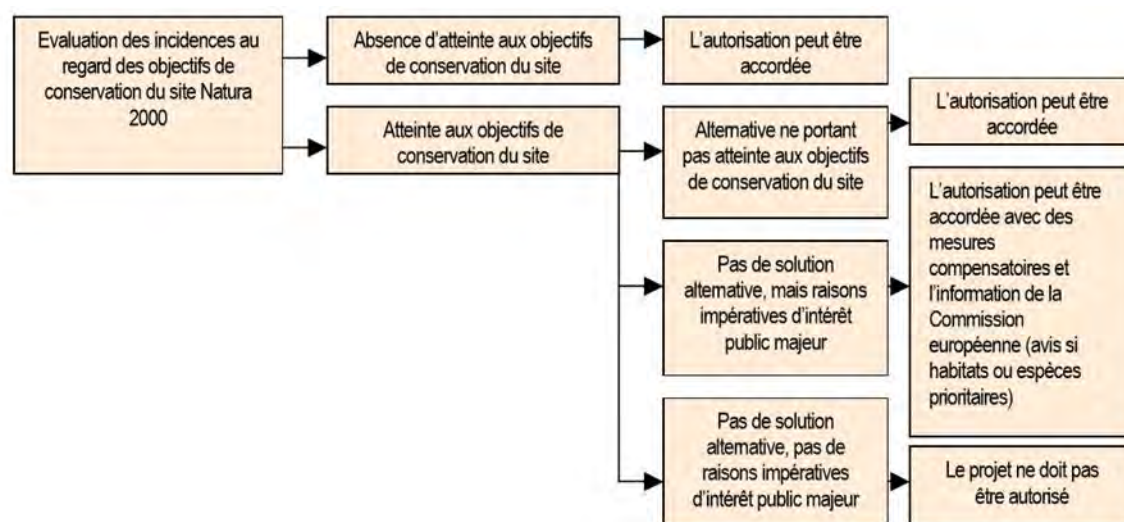 Evaluation des incidences au
regard des objectifs de
conservation du site Natura
2000
Absence d'atteinte aux objectifs
de conservation du site
L'autorisation peut être
accordée
Atteinte aux objectifs de
conservation du site
Alternative ne portant
pas atteinte aux objectifs
de conservation du site
L'autorisation peut être
accordée
Pas de solution
alternative, mais raisons
impératives d'intérêt
public majeur
L'autorisation peut être
accordée avec des
mesures
compensatoires et
l'information de la
Commission
européenne (avis si
habitats ou espèces
prioritaires)
Pas de solution
alternative, pas de
raisons impératives
d'intérêt public majeur
Le projet ne doit pas
être autorisé